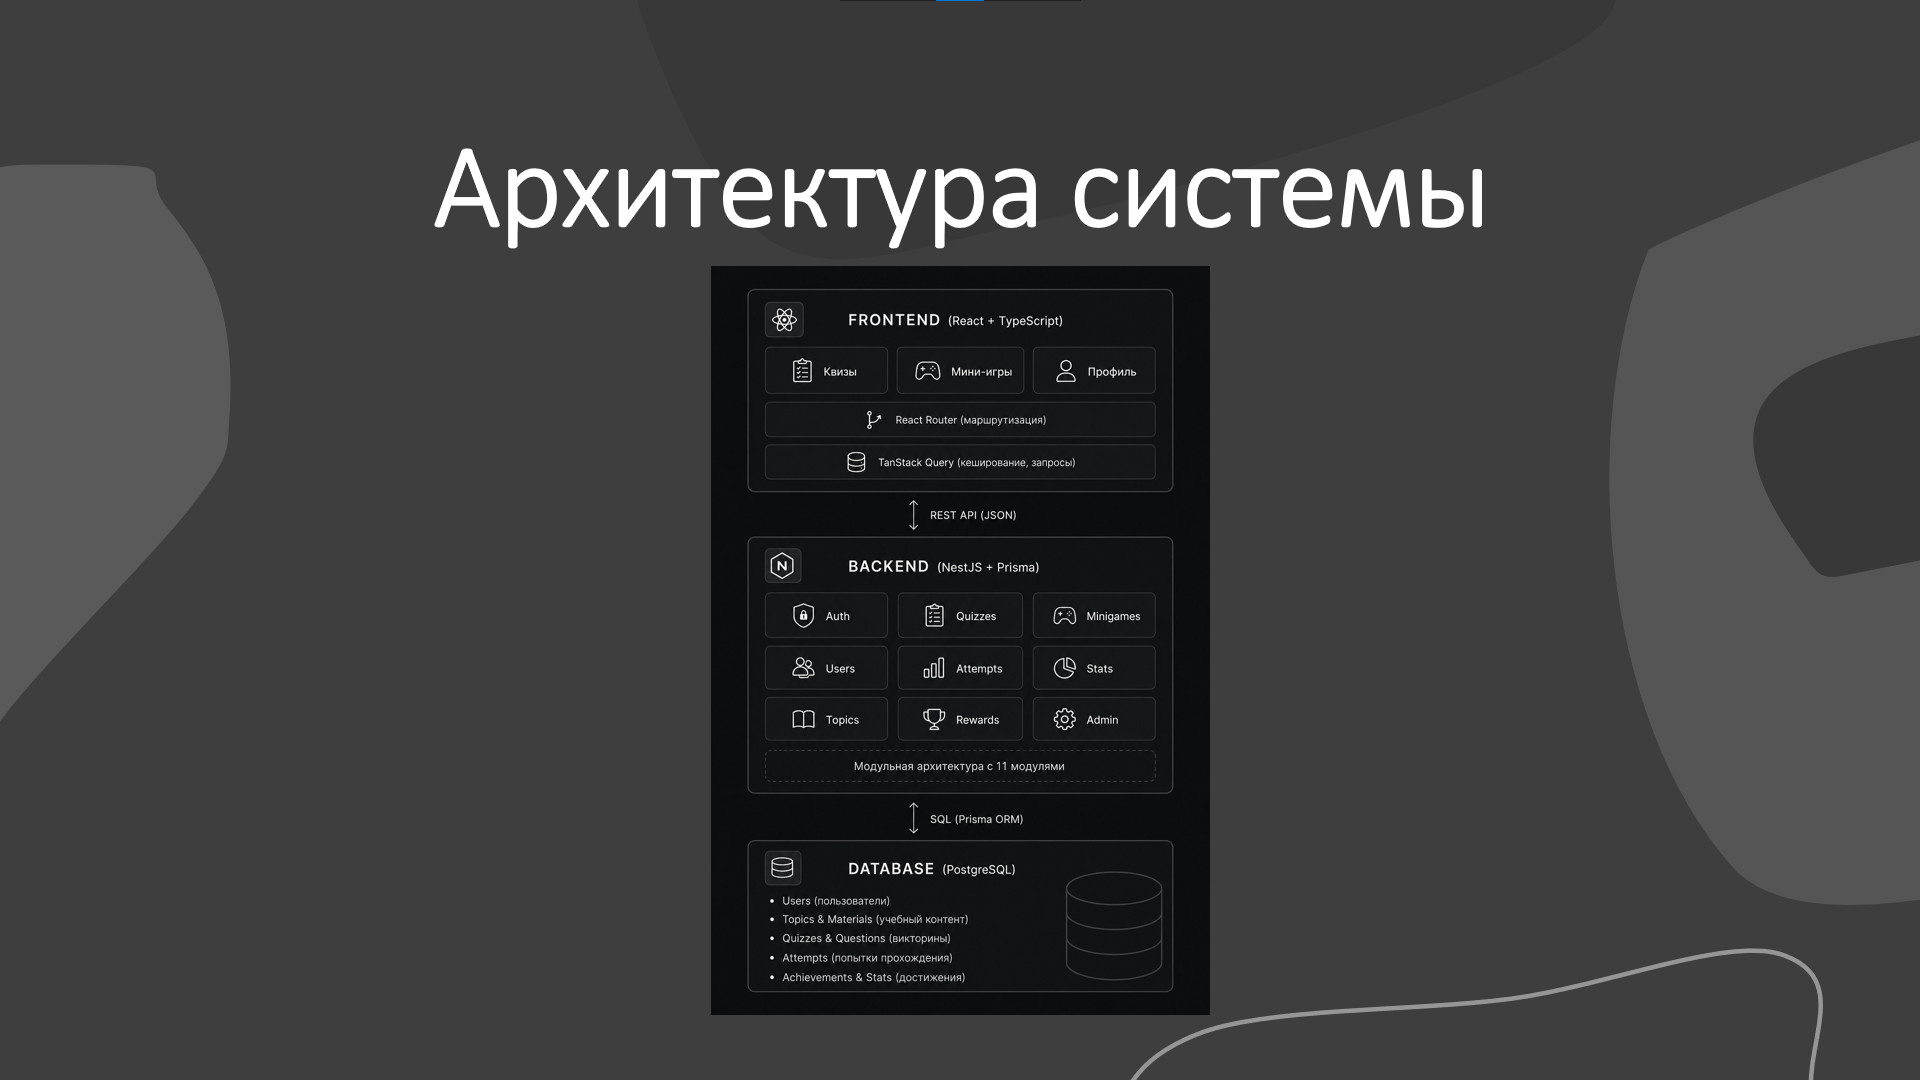 Архитектура системы
FRONTEND (React + TypeScript)
Квизы
Мини-игры
Профиль
React Router (маршрутизация)
TanStack Query (кеширование, запросы)
REST API (JSON)
N
BACKEND (NestJS + Prisma)
Auth
Quizzes
Minigames
Users
Attempts
Stats
Topics
Rewards
Admin
Модульная архитектура с 11 модулями
SQL (Prisma ORM)
DATABASE (PostgreSQL)
• Users (пользователи)
• Topics & Materials (учебный контент)
• Quizzes & Questions (викторины)
• Attempts (попытки прохождения)
• Achievements & Stats (достижения)